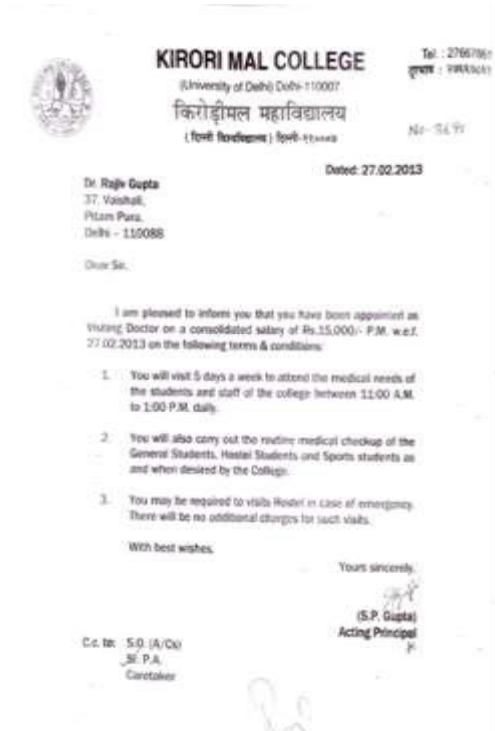 KIRORI MAL COLLEGE
(University of Delhi) Delhi-110007
किरोड़ीमल महाविद्यालय
Tel. : 2766
Dated: 27.02.2013
Dr. Rajiv Gupta
37, Vaishali,
Pitam Pura,
Delhi – 110088
Dear Sir,
I am pleased to inform you that you have been appointed as
Visiting Doctor on a consolidated salary of Rs.15,000/- P.M. w.e.f.
27.02.2013 on the following terms & conditions:
1. You will visit 5 days a week to attend the medical needs of
the students and staff of the college between 11:00 A.M.
to 1:00 P.M. daily.
2. You will also carry out the routine medical checkup of the
General Students, Hostel Students and Sports students as
and when desired by the College.
3. You may be required to visits Hostel in case of emergency.
There will be no additional charges for such visits.
With best wishes,
Yours sincerely,
(S.P. Gupta)
Acting Principal
C.c. to: S.O. (A/Cs)
Sr. P.A.
Caretaker